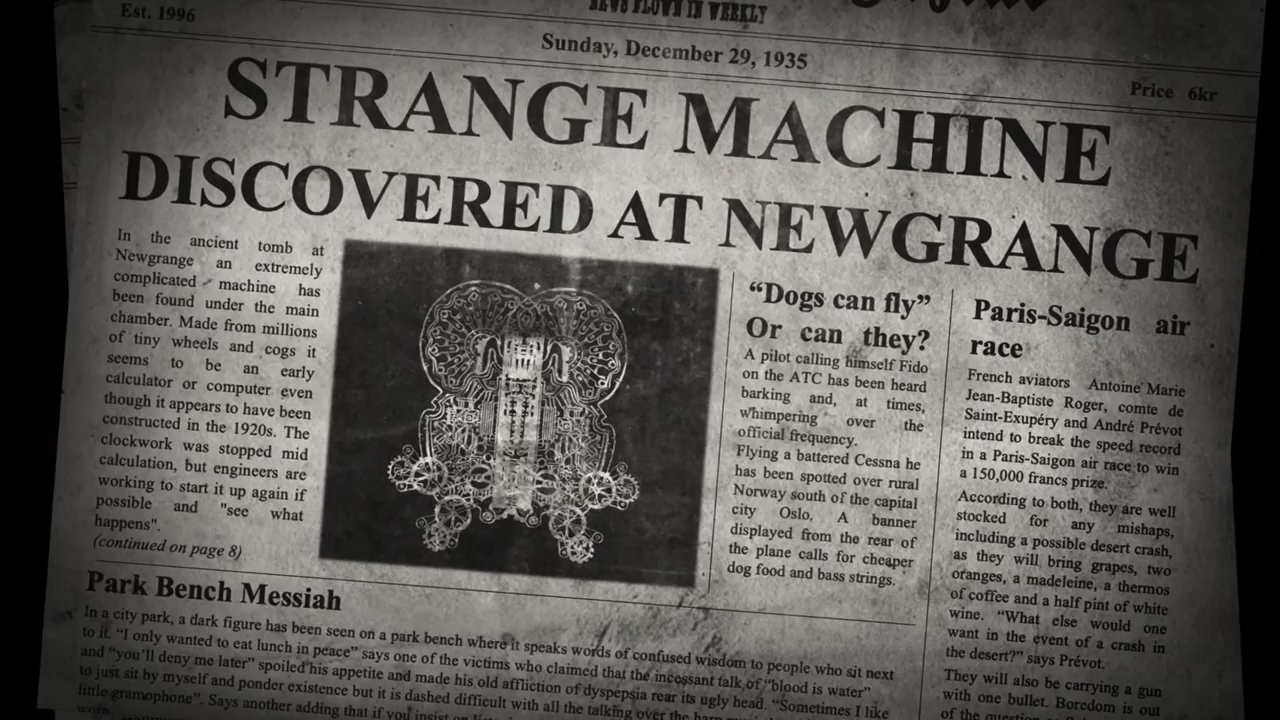 Est. 1996
NEWS FLOWN IN WEEKLY
Sunday, December 29, 1935
Price 6kr
STRANGE MACHINE
DISCOVERED AT NEWGRANGE
In the ancient tomb at
Newgrange an extremely
complicated machine has
been found under the main
chamber. Made from millions
of tiny wheels and cogs it
seems to be an early
calculator or computer even
though it appears to have been
constructed in the 1920s. The
clockwork was stopped mid
calculation, but engineers are
working to start it up again if
possible and "see what
happens".
(continued on page 8)
“Dogs can fly”
Or can they?
A pilot calling himself Fido
on the ATC has been heard
barking and, at times,
whimpering over the
official frequency.
Flying a battered Cessna he
has been spotted over rural
Norway south of the capital
city Oslo. A banner
displayed from the rear of
the plane calls for cheaper
dog food and bass strings.
Paris-Saigon air
race
French aviators Antoine Marie
Jean-Baptiste Roger, comte de
Saint-Exupéry and André Prévot
intend to break the speed record
in a Paris-Saigon air race to win
a 150,000 francs prize.
According to both, they are well
stocked for any mishaps,
including a possible desert crash,
as they will bring grapes, two
oranges, a madeleine, a thermos
of coffee and a half pint of white
wine. “What else would one
want in the event of a crash in
the desert?” says Prévot.
They will also be carrying a gun
with one bullet. Boredom is out
of the question
Park Bench Messiah
In a city park, a dark figure has been seen on a park bench where it speaks words of confused wisdom to people who sit next
to it. “I only wanted to eat lunch in peace” says one of the victims who claimed that the incessant talk of “blood is water”
and “you’ll deny me later” spoiled his appetite and made his old affliction of dyspepsia rear its ugly head. “Sometimes I like
to just sit by myself and ponder existence but it is dashed difficult with all the talking over the
little gramophone”. Says another adding that if you insist on